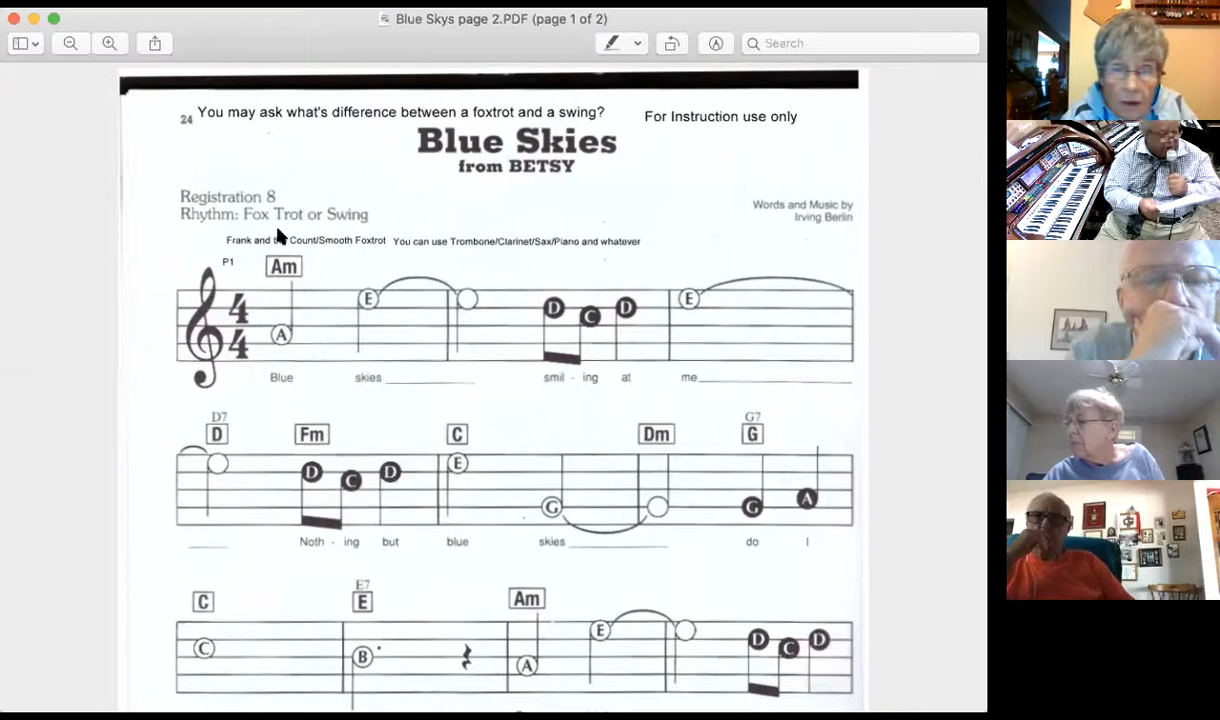 Blue Skys page 2.PDF (page 1 of 2)
Search
24 You may ask what's difference between a foxtrot and a swing? For Instruction use only
Blue Skies
from BETSY
Registration 8
Rhythm: Fox Trot or Swing
Words and Music by
Irving Berlin
Frank and Count/Smooth Foxtrot You can use Trombone/Clarinet/Sax/Piano and whatever
P1
Am
4
4
A E D C D E
Blue skies smil - ing at me
D7 G7
D Fm C Dm G
D C D E G G A
Noth - ing but blue skies do I
E7
C E Am
C B A E D C D